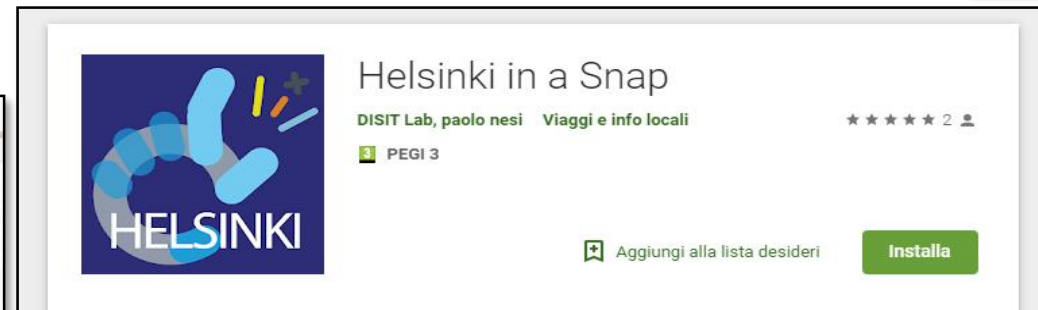 Helsinki in a Snap
DISIT Lab, paolo nesi Viaggi e info locali ★★★★★ 2
3 PEGI 3
HELSINKI
Aggiungi alla lista desideri Installa